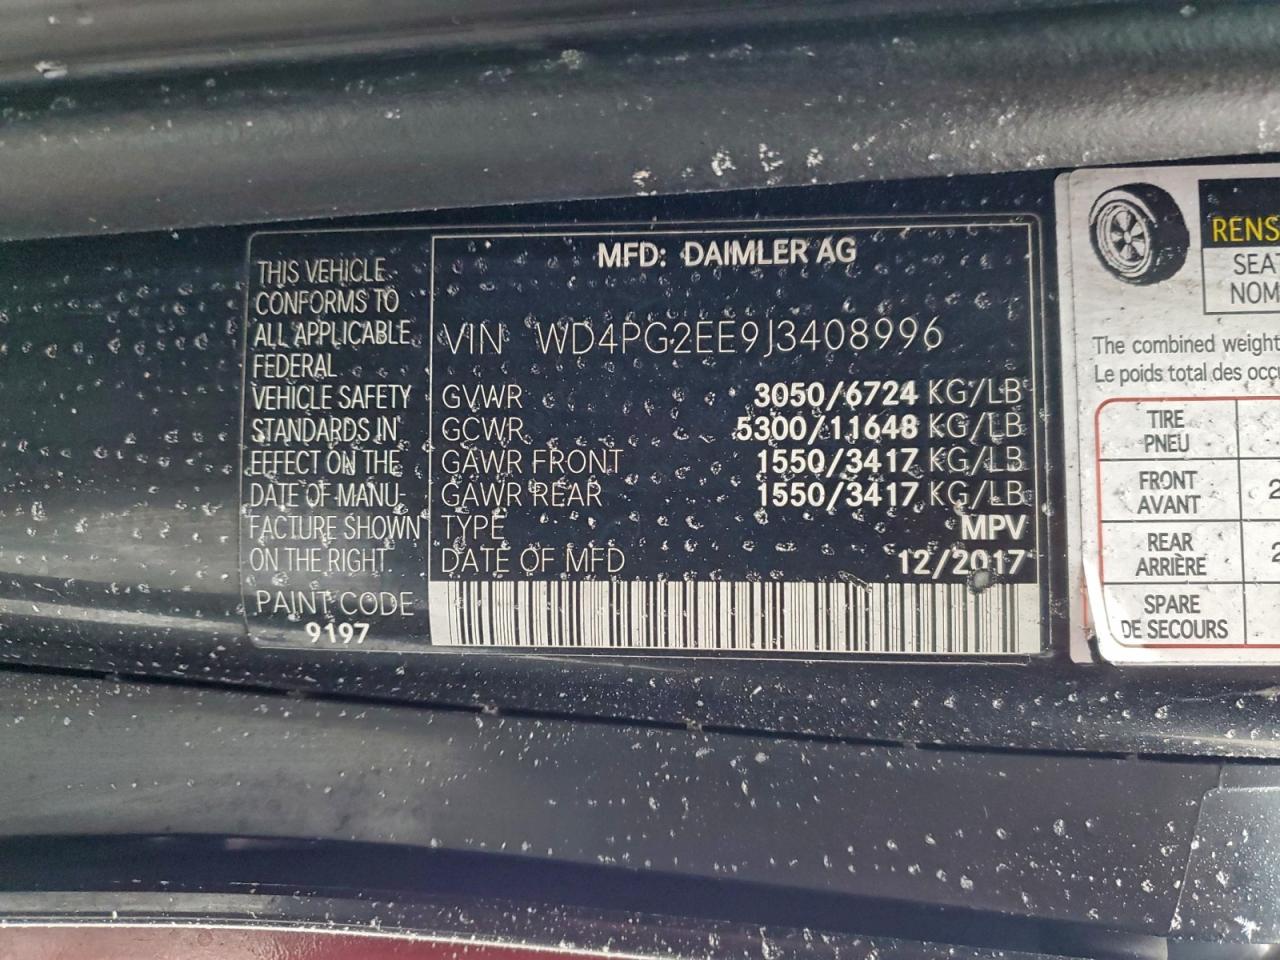 THIS VEHICLE
CONFORMS TO
ALL APPLICABLE
FEDERAL
VEHICLE SAFETY
STANDARDS IN
EFFECT ON THE
DATE OF MANU-
FACTURE SHOWN
ON THE RIGHT.
PAINT CODE
9197
MFD: DAIMLER AG
VIN WD4PG2EE9J3408996
GVWR 3050/6724 KG/LB
GCWR 5300/11648 KG/LB
GAWR FRONT 1550/3417 KG/LB
GAWR REAR 1550/3417 KG/LB
TYPE MPV
DATE OF MFD 12/2017
RENS
SEAT
NOM
The combined weight
Le poids total des occu
TIRE
PNEU
FRONT
AVANT
2
REAR
ARRIÈRE
2
SPARE
DE SECOURS